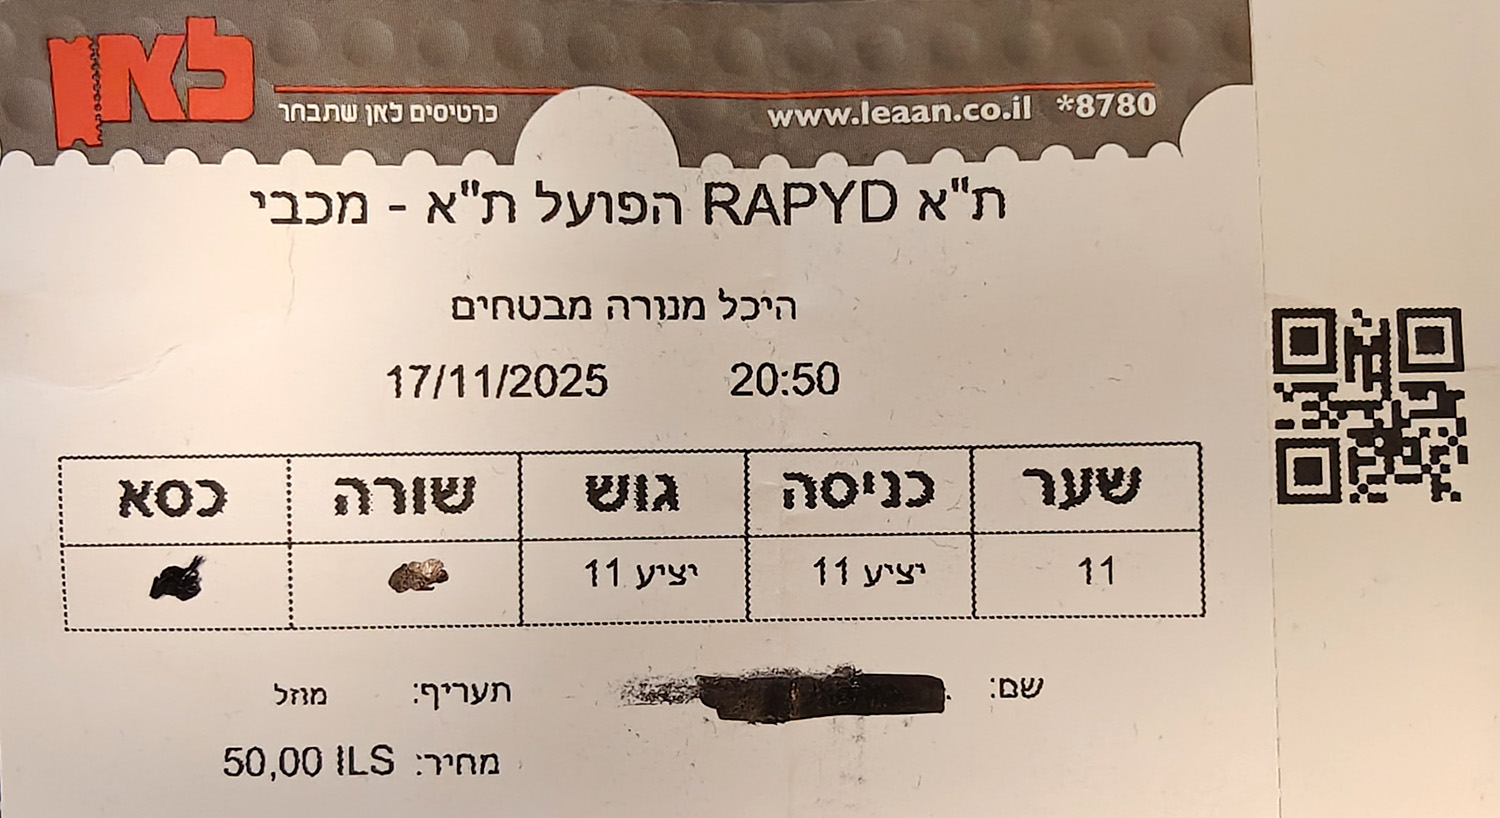 לאן
כרטיסים לאן שתבחר www.leaan.co.il *8780
ת"א RAPYD הפועל ת"א - מכבי
היכל מנורה מבטחים
17/11/2025 20:50
שער כניסה גוש שורה כסא
11 יציע 11 יציע 11
שם: תעריף: מוזל
מחיר: 50,00 ILS